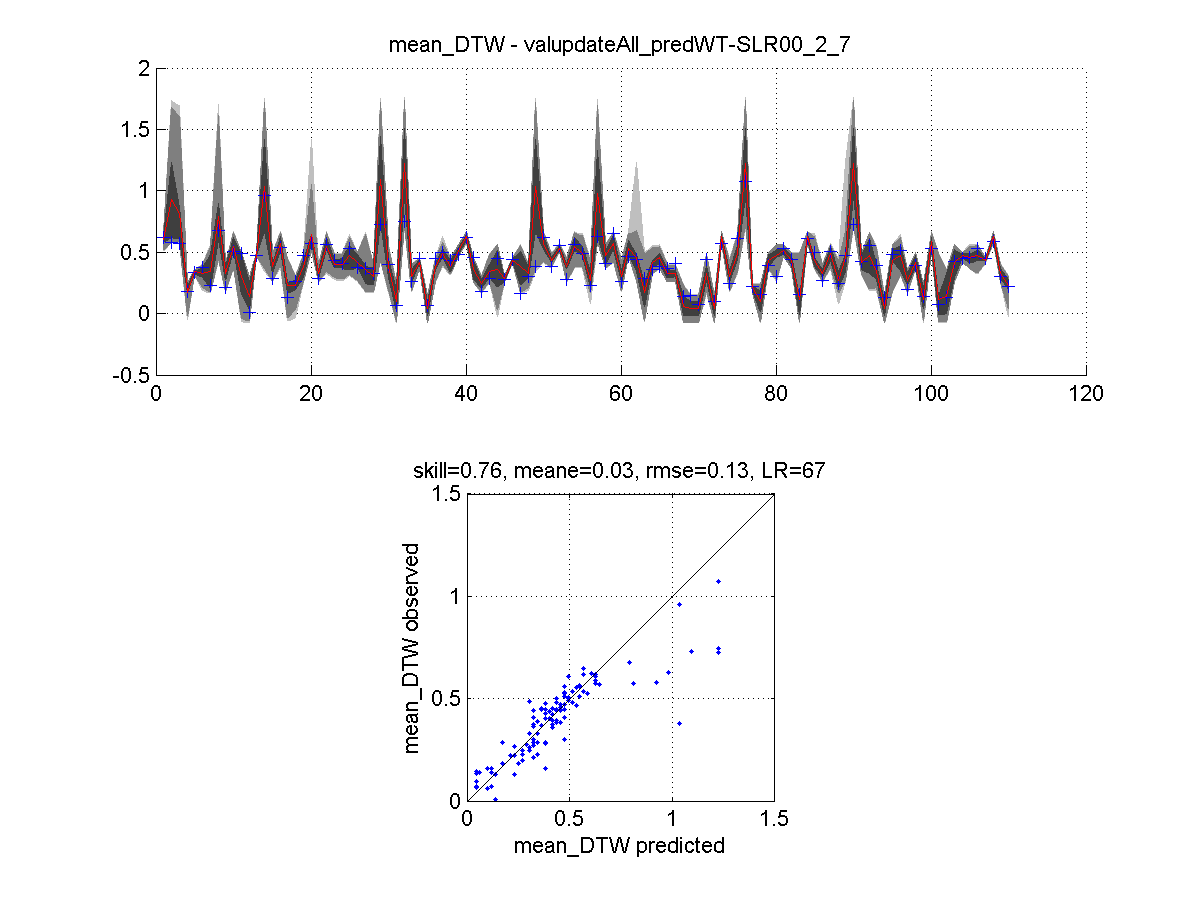 mean_DTW - valupdateAll_predWT-SLR00_2_7
2
1.5
1
0.5
0
-0.5
0 20 40 60 80 100 120
skill=0.76, meane=0.03, rmse=0.13, LR=67
1.5
1
0.5
0
mean_DTW observed
0 0.5 1 1.5
mean_DTW predicted